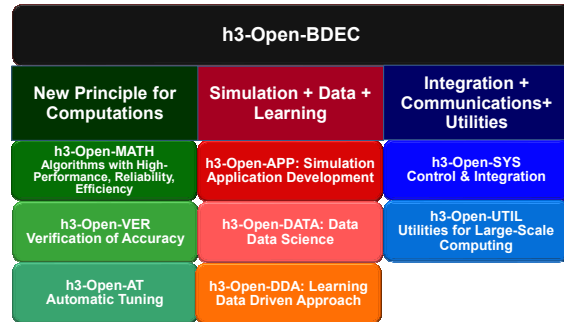 h3-Open-BDEC
New Principle for
Computations
Simulation + Data +
Learning
Integration +
Communications+
Utilities
h3-Open-MATH
Algorithms with High-
Performance, Reliability,
Efficiency
h3-Open-APP: Simulation
Application Development
h3-Open-SYS
Control & Integration
h3-Open-VER
Verification of Accuracy
h3-Open-DATA: Data
Data Science
h3-Open-UTIL
Utilities for Large-Scale
Computing
h3-Open-AT
Automatic Tuning
h3-Open-DDA: Learning
Data Driven Approach